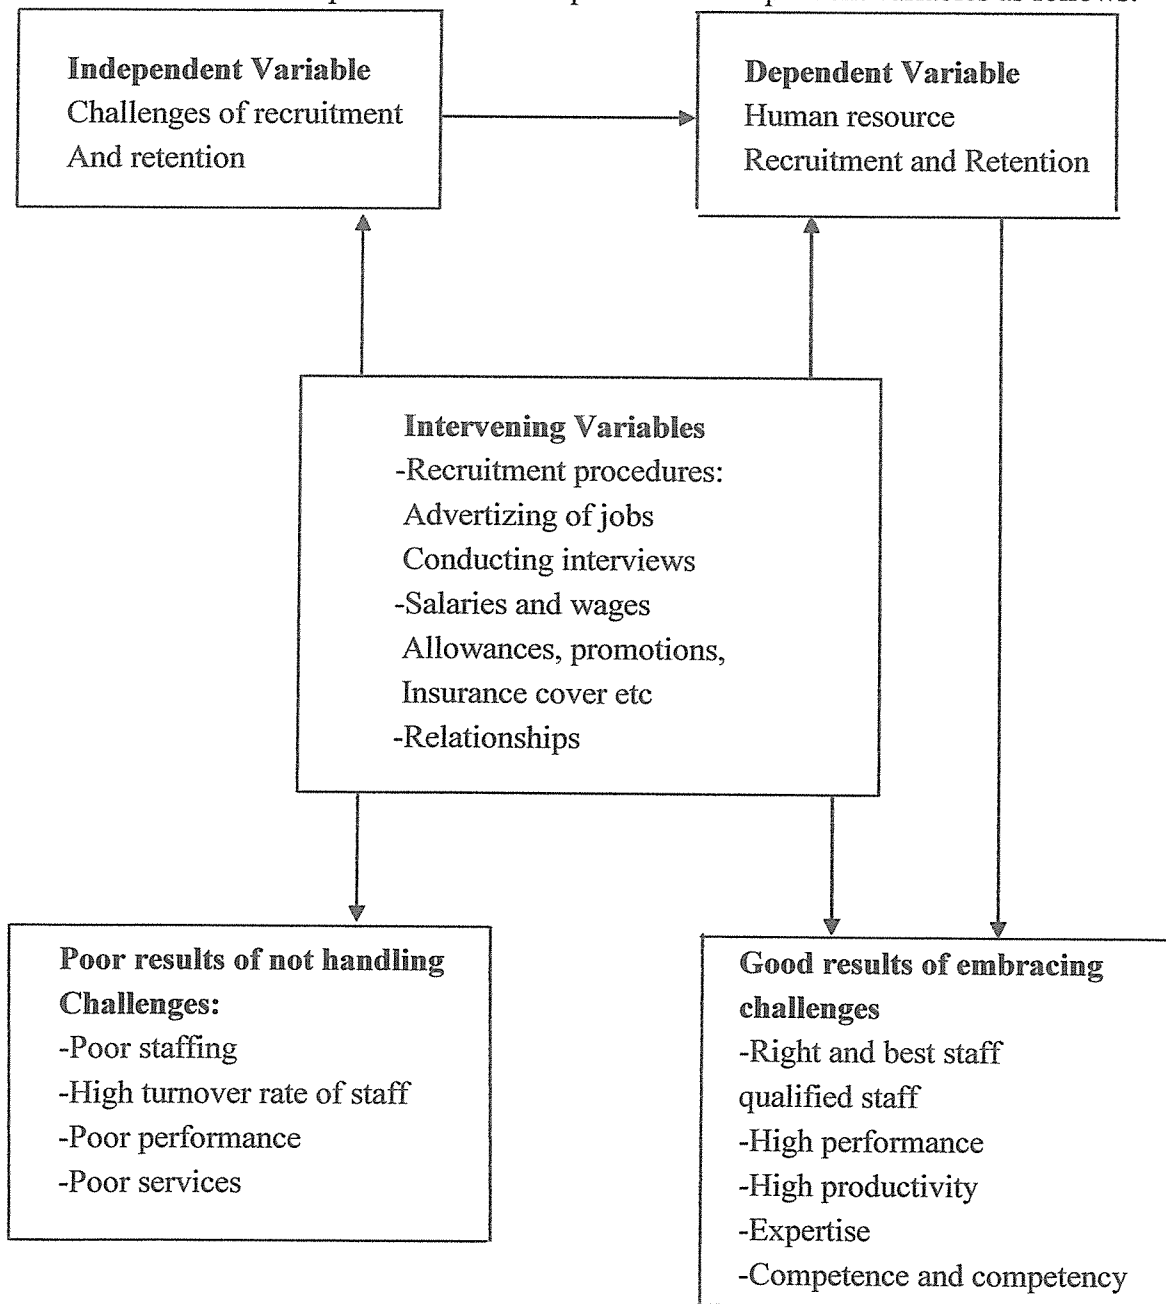 Independent Variable
Challenges of recruitment
And retention
Dependent Variable
Human resource
Recruitment and Retention
Intervening Variables
-Recruitment procedures:
Advertizing of jobs
Conducting interviews
-Salaries and wages
Allowances, promotions,
Insurance cover etc
-Relationships
Poor results of not handling
Challenges:
-Poor staffing
-High turnover rate of staff
-Poor performance
-Poor services
Good results of embracing
challenges
-Right and best staff
qualified staff
-High performance
-High productivity
-Expertise
-Competence and competency